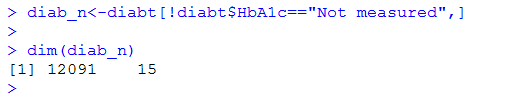 > diab_n<-diabt[!diabt$HbA1c=="Not measured",]
>
> dim(diab_n)
[1] 12091    15
>